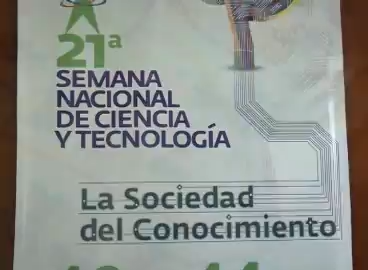 21ª
SEMANA
NACIONAL
DE CIENCIA
Y TECNOLOGÍA
La Sociedad
del Conocimiento